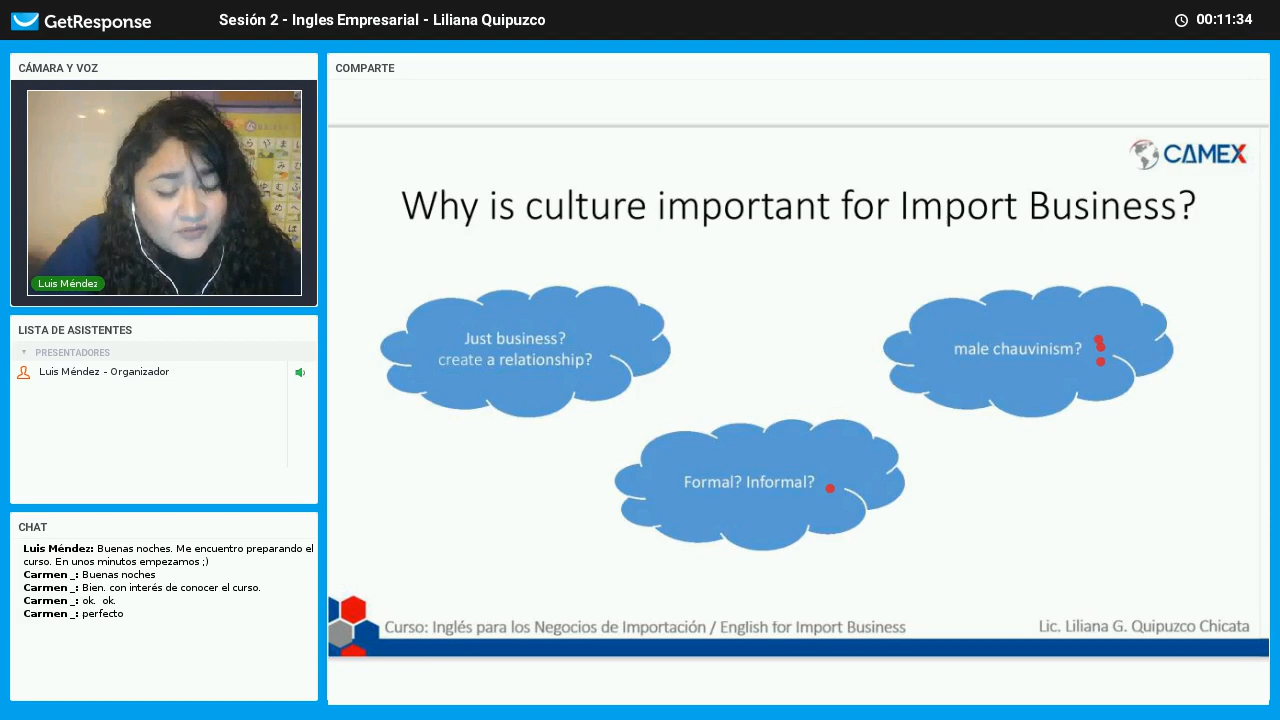 GetResponse
Sesión 2 - Ingles Empresarial - Liliana Quipuzco
00:11:34
CÁMARA Y VOZ
Luis Méndez
LISTA DE ASISTENTES
PRESENTADORES
Luis Méndez - Organizador
CHAT
Luis Méndez: Buenas noches. Me encuentro preparando el
curso. En unos minutos empezamos ;)
Carmen _: Buenas noches
Carmen _: Bien. con interés de conocer el curso.
Carmen _: ok. ok.
Carmen _: perfecto
COMPARTE
CAMEX
Why is culture important for Import Business?
Just business?
create a relationship?
male chauvinism?
Formal? Informal?
Curso: Inglés para los Negocios de Importación / English for Import Business
Lic. Liliana G. Quipuzco Chicata